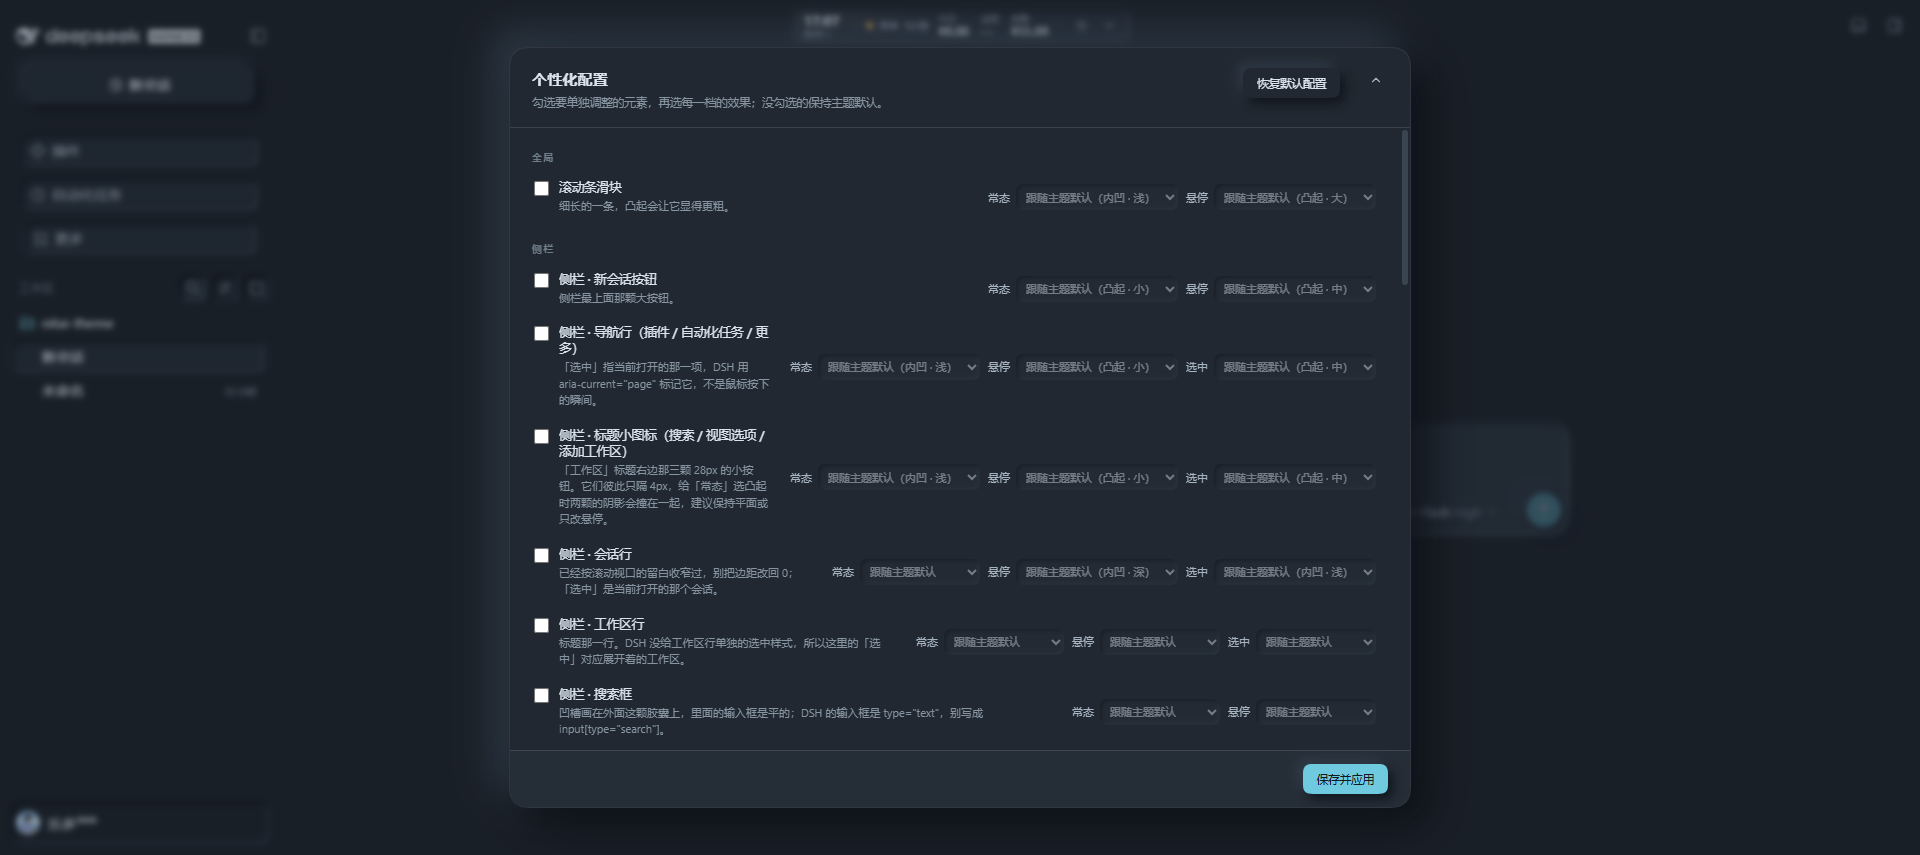 deepseek
个性化配置
恢复默认配置
勾选要单独调整的元素，再选每一档的效果；没勾选的保持主题默认。
全局
滚动条滑块
细长的一条，凸起会让它显得更粗。
常态 跟随主题默认（内凹 · 浅） 悬停 跟随主题默认（凸起 · 大）
侧栏
侧栏 · 新会话按钮
侧栏最上面那颗大按钮。
常态 跟随主题默认（凸起 · 小） 悬停 跟随主题默认（凸起 · 中）
侧栏 · 导航行（插件 / 自动化任务 / 更
多）
「选中」指当前打开的那一项，DSH 用
aria-current="page" 标记它，不是鼠标按下
的瞬间。
常态 跟随主题默认（内凹 · 浅） 悬停 跟随主题默认（凸起 · 小） 选中 跟随主题默认（凸起 · 中）
侧栏 · 标题小图标（搜索 / 视图选项 /
添加工作区）
「工作区」标题右边那三颗 28px 的小按
钮。它们彼此只隔 4px，给「常态」选凸起
时两颗的阴影会撞在一起，建议保持平面或
只改悬停。
常态 跟随主题默认（内凹 · 浅） 悬停 跟随主题默认（凸起 · 小） 选中 跟随主题默认（凸起 · 中）
侧栏 · 会话行
已经按滚动视口的留白收窄过，别把边距改回 0；
「选中」是当前打开的那个会话。
常态 跟随主题默认 悬停 跟随主题默认（内凹 · 深） 选中 跟随主题默认（内凹 · 浅）
侧栏 · 工作区行
标题那一行。DSH 没给工作区行单独的选中样式，所以这里的「选
中」对应展开着的工作区。
常态 跟随主题默认 悬停 跟随主题默认 选中 跟随主题默认
侧栏 · 搜索框
凹槽画在外面这颗胶囊上，里面的输入框是平的；DSH 的输入框是 type="text"，别写成
input[type="search"]。
常态 跟随主题默认 悬停 跟随主题默认
保存并应用